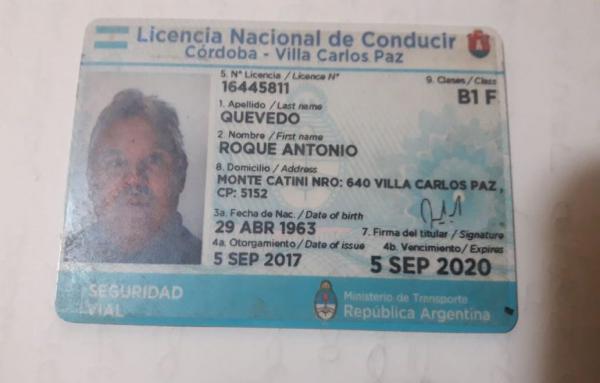 Licencia Nacional de Conducir
Córdoba - Villa Carlos Paz
5. Nº Licencia / Licence Nº
9. Clases / Class
16445811
B1 F
1. Apellido / Last name
QUEVEDO
2. Nombre / First name
ROQUE ANTONIO
8. Domicilio / Address
MONTE CATINI NRO: 640 VILLA CARLOS PAZ,
CP: 5152
3a. Fecha de Nac. / Date of birth
29 ABR 1963
7. Firma del titular / Signature
4a. Otorgamiento / Date of issue
4b. Vencimiento / Expires
5 SEP 2017
5 SEP 2020
SEGURIDAD
VIAL
Ministerio de Transporte
República Argentina